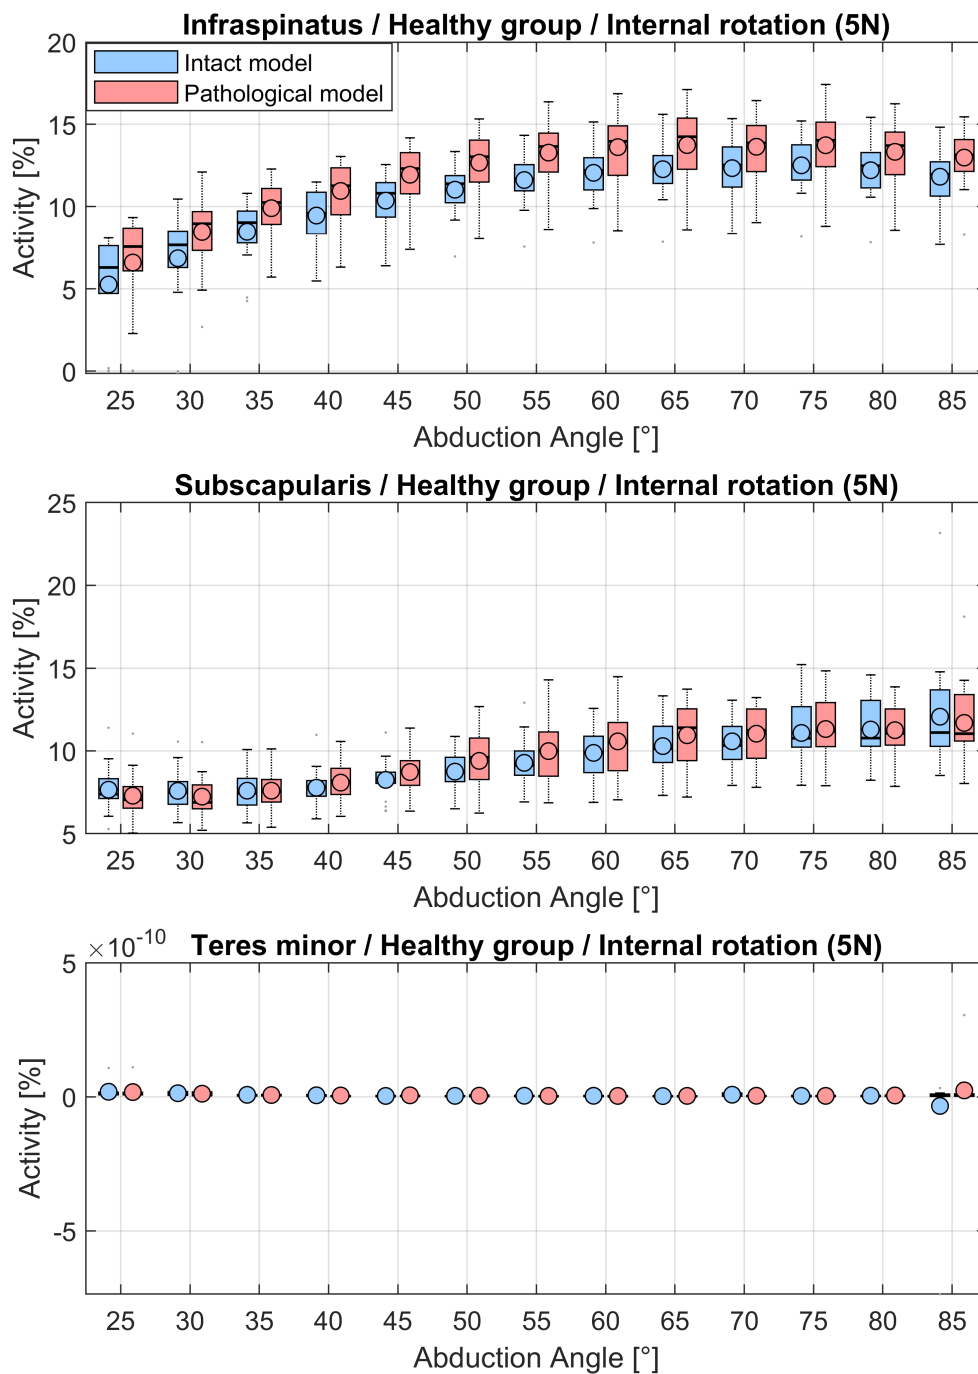 Infraspinatus / Healthy group / Internal rotation (5N)
Intact model
Pathological model
20
15
10
5
0
Activity [%]
25 30 35 40 45 50 55 60 65 70 75 80 85
Abduction Angle [°]
Subscapularis / Healthy group / Internal rotation (5N)
25
20
15
10
5
Activity [%]
25 30 35 40 45 50 55 60 65 70 75 80 85
Abduction Angle [°]
×10⁻¹⁰
Teres minor / Healthy group / Internal rotation (5N)
5
0
-5
Activity [%]
25 30 35 40 45 50 55 60 65 70 75 80 85
Abduction Angle [°]